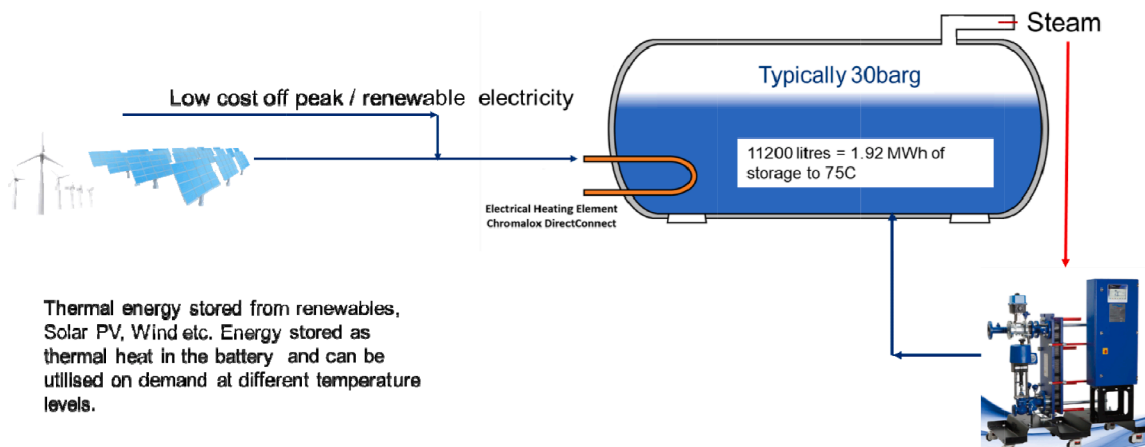 Steam
Typically 30barg
Low cost off peak / renewable electricity
11200 litres = 1.92 MWh of
storage to 75C
Electrical Heating Element
Chromalox DirectConnect
Thermal energy stored from renewables,
Solar PV, Wind etc. Energy stored as
thermal heat in the battery and can be
utilised on demand at different temperature
levels.